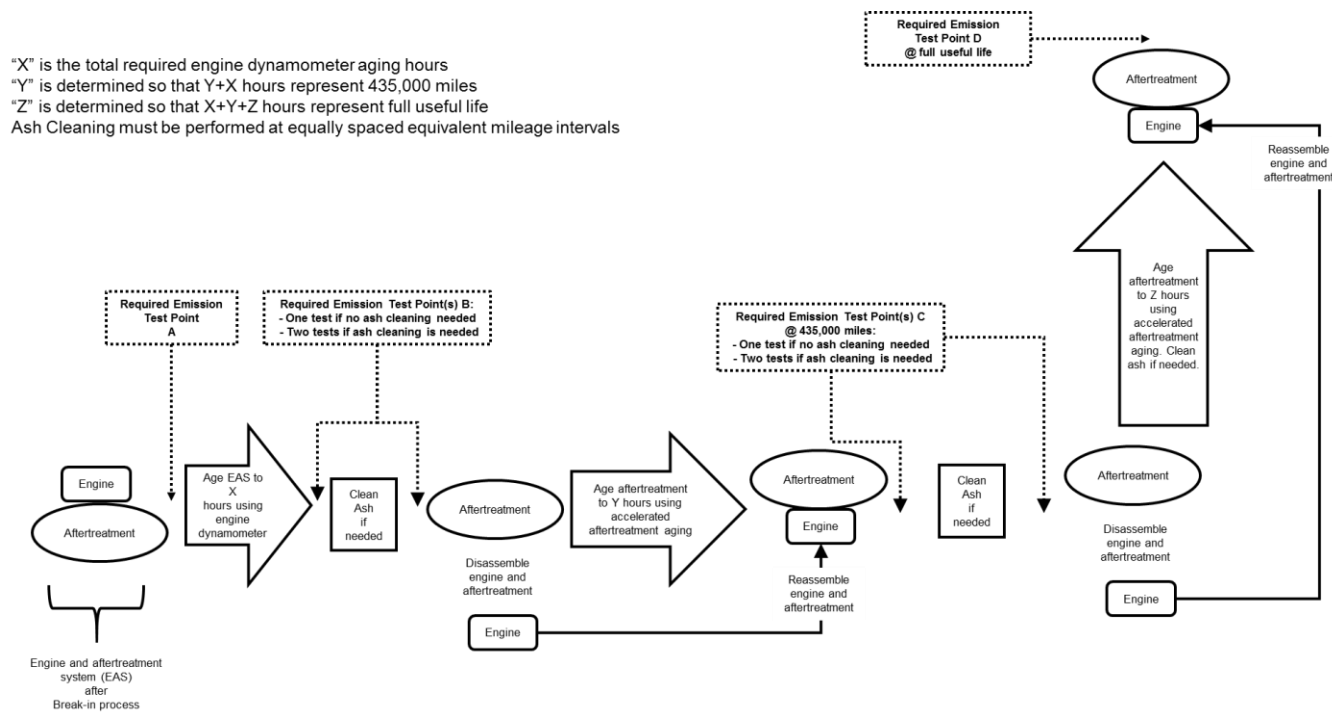 "X" is the total required engine dynamometer aging hours
"Y" is determined so that Y+X hours represent 435,000 miles
"Z" is determined so that X+Y+Z hours represent full useful life
Ash Cleaning must be performed at equally spaced equivalent mileage intervals
Required Emission
Test Point D
@ full useful life
Aftertreatment
Engine
Reassemble
engine and
aftertreatment
Required Emission
Test Point
A
Required Emission Test Point(s) B:
- One test if no ash cleaning needed
- Two tests if ash cleaning is needed
Required Emission Test Point(s) C
@ 435,000 miles:
- One test if no ash cleaning needed
- Two tests if ash cleaning is needed
Age
aftertreatment
to Z hours
using
accelerated
aftertreatment
aging. Clean
ash if needed.
Engine
Aftertreatment
Age EAS to
X
hours using
engine
dynamometer
Clean
Ash
if
needed
Aftertreatment
Disassemble
engine and
aftertreatment
Engine
Age aftertreatment
to Y hours using
accelerated
aftertreatment aging
Aftertreatment
Engine
Reassemble
engine and
aftertreatment
Clean
Ash
if
needed
Aftertreatment
Disassemble
engine and
aftertreatment
Engine
Engine and aftertreatment
system (EAS)
after
Break-in process